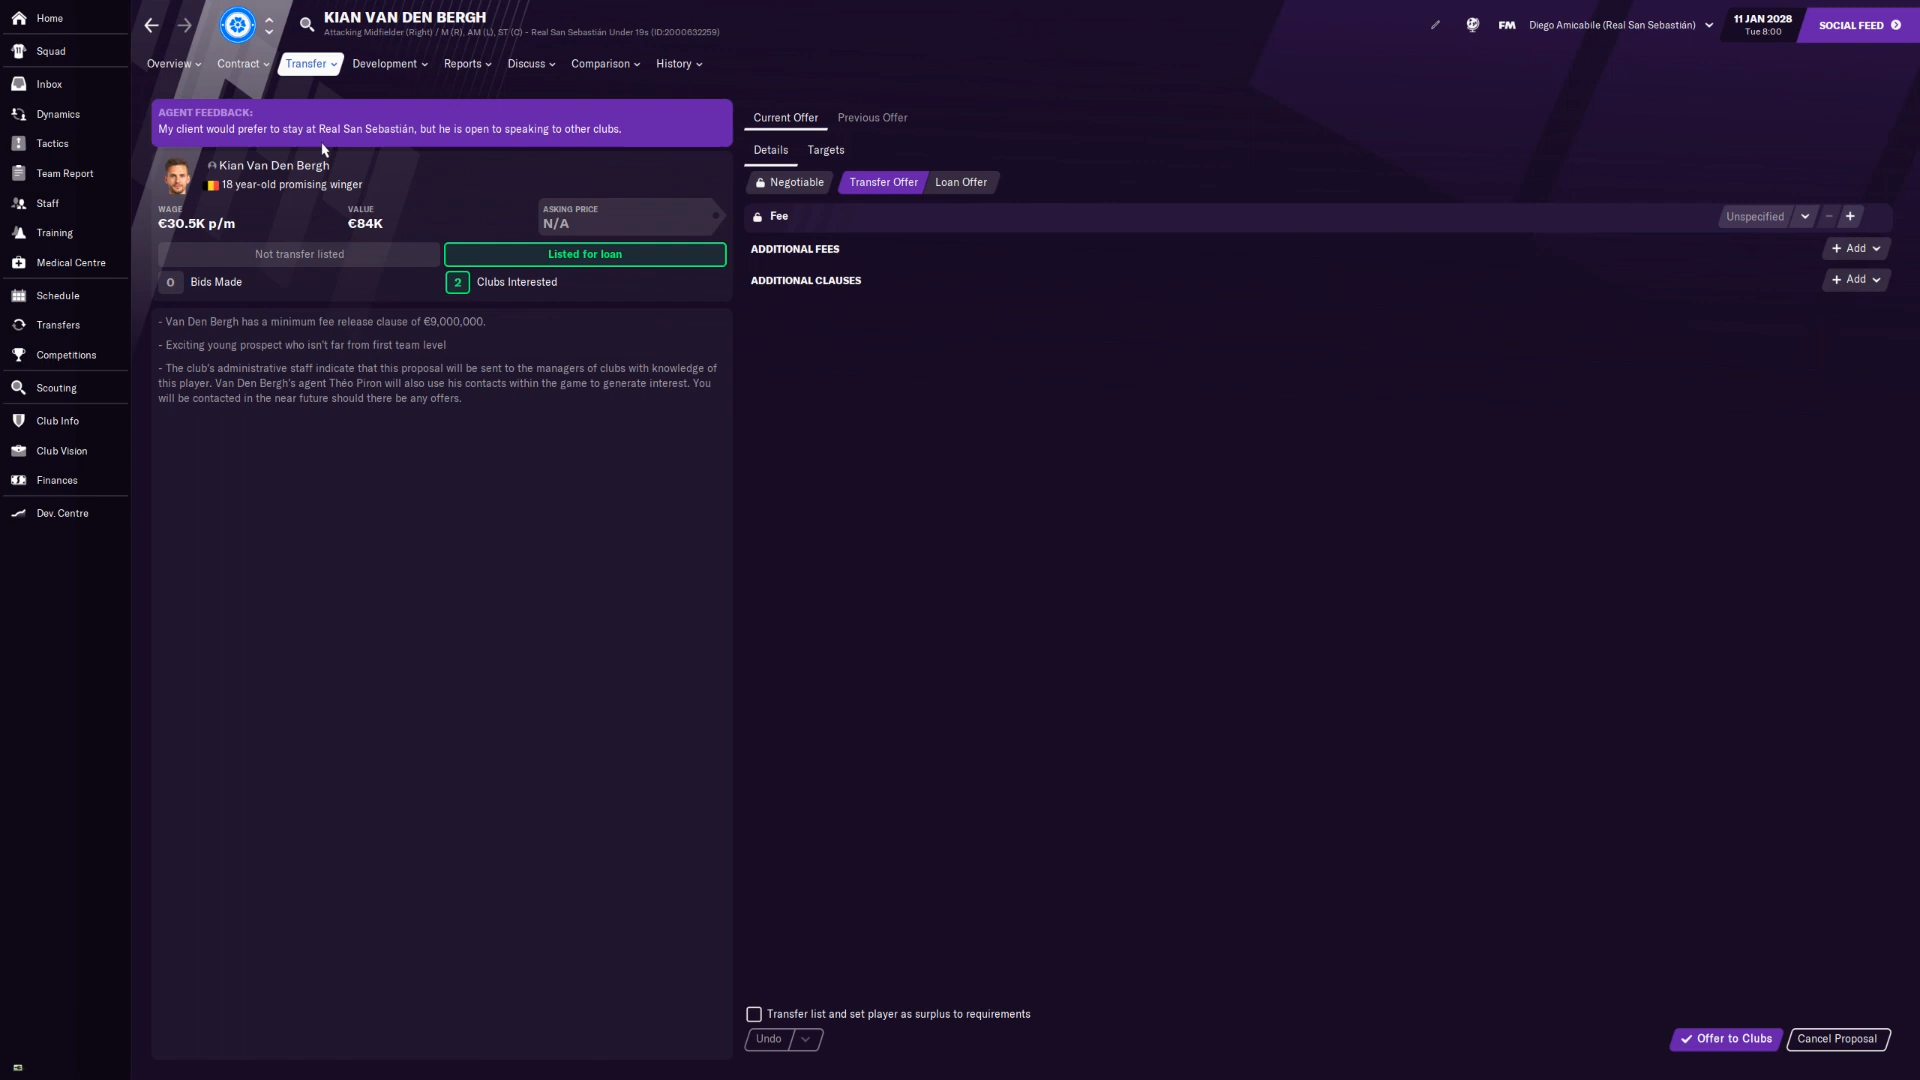 Home
Squad
Inbox
Dynamics
Tactics
Team Report
Staff
Training
Medical Centre
Schedule
Transfers
Competitions
Scouting
Club Info
Club Vision
Finances
Dev. Centre
KIAN VAN DEN BERGH
Attacking Midfielder (Right) / M (R), AM (L), ST (C) - Real San Sebastián Under 19s (ID:2000632259)
FM
Diego Amicabile (Real San Sebastián)
11 JAN 2028
Tue 8:00
SOCIAL FEED
Overview
Contract
Transfer
Development
Reports
Discuss
Comparison
History
AGENT FEEDBACK:
My client would prefer to stay at Real San Sebastián, but he is open to speaking to other clubs.
Kian Van Den Bergh
18 year-old promising winger
WAGE
€30.5K p/m
VALUE
€84K
ASKING PRICE
N/A
Not transfer listed
Listed for loan
0 Bids Made
2 Clubs Interested
- Van Den Bergh has a minimum fee release clause of €9,000,000.
- Exciting young prospect who isn't far from first team level
- The club's administrative staff indicate that this proposal will be sent to the managers of clubs with knowledge of
this player. Van Den Bergh's agent Théo Piron will also use his contacts within the game to generate interest. You
will be contacted in the near future should there be any offers.
Current Offer
Previous Offer
Details
Targets
Negotiable
Transfer Offer
Loan Offer
Fee
Unspecified
ADDITIONAL FEES
+ Add
ADDITIONAL CLAUSES
+ Add
Transfer list and set player as surplus to requirements
Undo
Offer to Clubs
Cancel Proposal